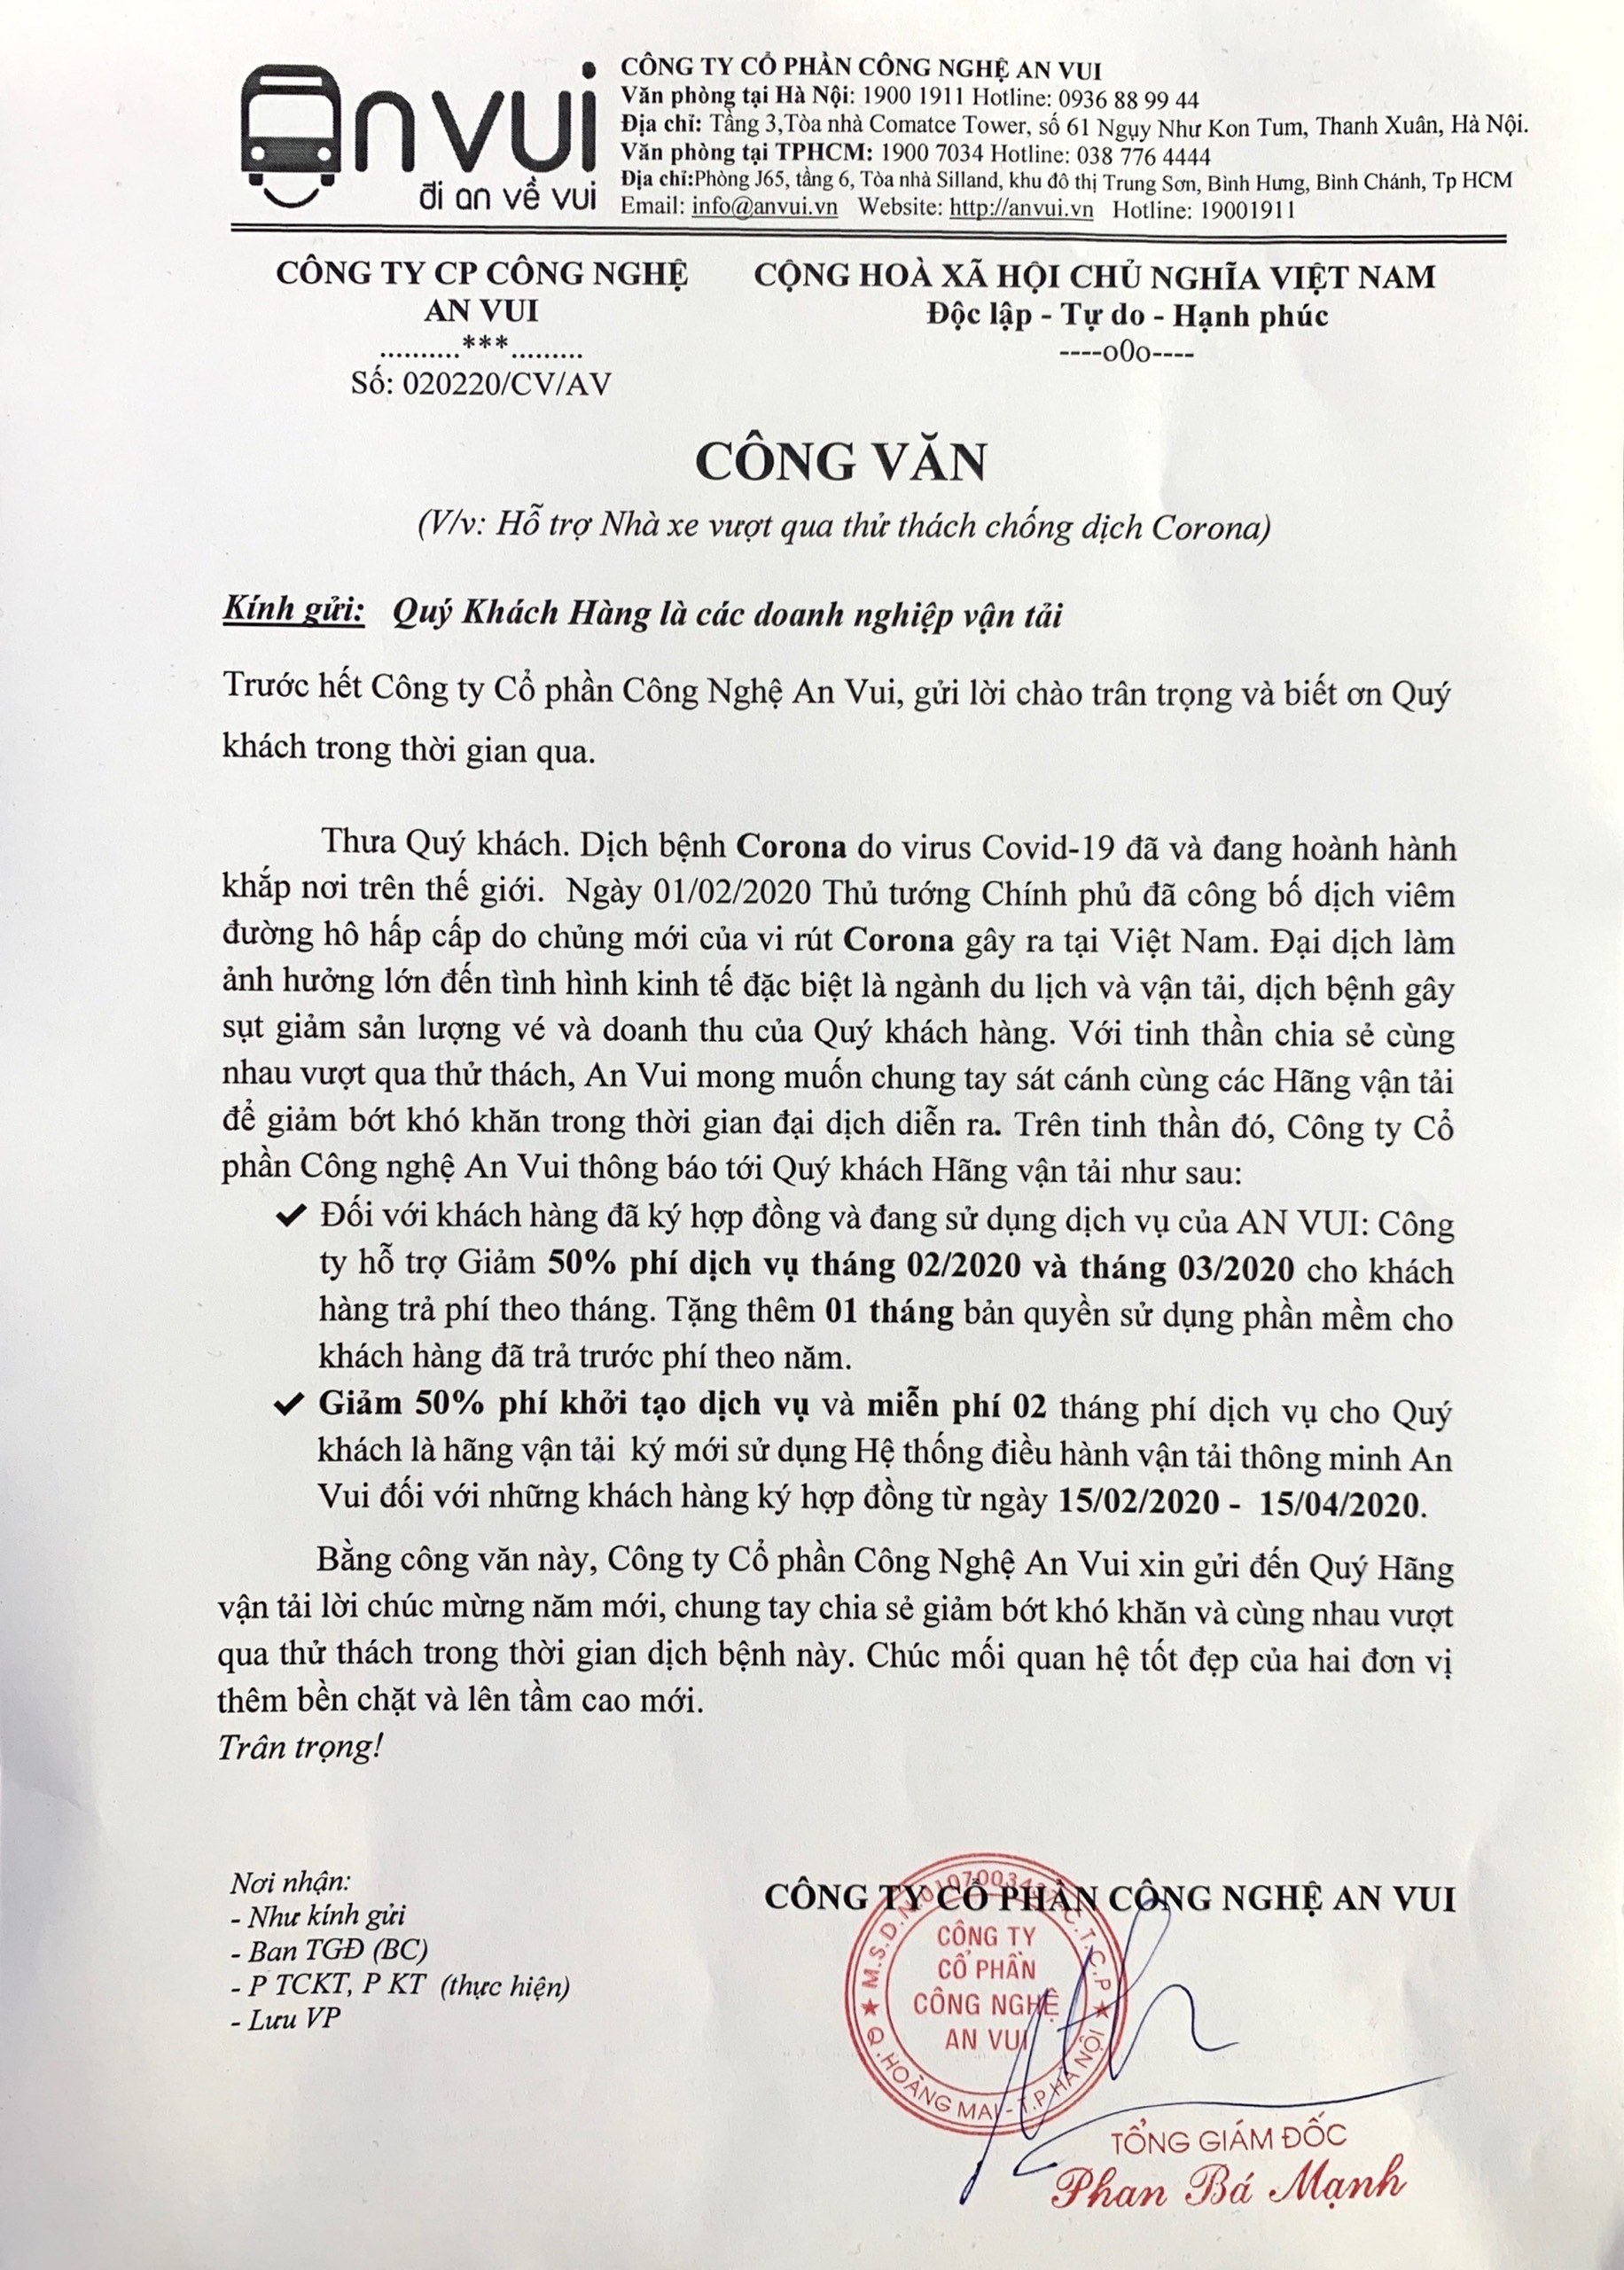 anvui
đi an về vui
CÔNG TY CỔ PHẦN CÔNG NGHỆ AN VUI
Văn phòng tại Hà Nội: 1900 1911 Hotline: 0936 88 99 44
Địa chỉ: Tầng 3,Tòa nhà Comatce Tower, số 61 Ngụy Như Kon Tum, Thanh Xuân, Hà Nội.
Văn phòng tại TPHCM: 1900 7034 Hotline: 038 776 4444
Địa chỉ:Phòng J65, tầng 6, Tòa nhà Silland, khu đô thị Trung Sơn, Bình Hưng, Bình Chánh, Tp HCM
Email: info@anvui.vn Website: http://anvui.vn Hotline: 19001911
CÔNG TY CP CÔNG NGHỆ
AN VUI
..........***.........
Số: 020220/CV/AV
CỘNG HOÀ XÃ HỘI CHỦ NGHĨA VIỆT NAM
Độc lập - Tự do - Hạnh phúc
----o0o----
CÔNG VĂN
(V/v: Hỗ trợ Nhà xe vượt qua thử thách chống dịch Corona)
Kính gửi: Quý Khách Hàng là các doanh nghiệp vận tải
Trước hết Công ty Cổ phần Công Nghệ An Vui, gửi lời chào trân trọng và biết ơn Quý
khách trong thời gian qua.
Thưa Quý khách. Dịch bệnh Corona do virus Covid-19 đã và đang hoành hành
khắp nơi trên thế giới. Ngày 01/02/2020 Thủ tướng Chính phủ đã công bố dịch viêm
đường hô hấp cấp do chủng mới của vi rút Corona gây ra tại Việt Nam. Đại dịch làm
ảnh hưởng lớn đến tình hình kinh tế đặc biệt là ngành du lịch và vận tải, dịch bệnh gây
sụt giảm sản lượng vé và doanh thu của Quý khách hàng. Với tinh thần chia sẻ cùng
nhau vượt qua thử thách, An Vui mong muốn chung tay sát cánh cùng các Hãng vận tải
để giảm bớt khó khăn trong thời gian đại dịch diễn ra. Trên tinh thần đó, Công ty Cổ
phần Công nghệ An Vui thông báo tới Quý khách Hãng vận tải như sau:
✔ Đối với khách hàng đã ký hợp đồng và đang sử dụng dịch vụ của AN VUI: Công
ty hỗ trợ Giảm 50% phí dịch vụ tháng 02/2020 và tháng 03/2020 cho khách
hàng trả phí theo tháng. Tặng thêm 01 tháng bản quyền sử dụng phần mềm cho
khách hàng đã trả trước phí theo năm.
✔ Giảm 50% phí khởi tạo dịch vụ và miễn phí 02 tháng phí dịch vụ cho Quý
khách là hãng vận tải ký mới sử dụng Hệ thống điều hành vận tải thông minh An
Vui đối với những khách hàng ký hợp đồng từ ngày 15/02/2020 - 15/04/2020.
Bằng công văn này, Công ty Cổ phần Công Nghệ An Vui xin gửi đến Quý Hãng
vận tải lời chúc mừng năm mới, chung tay chia sẻ giảm bớt khó khăn và cùng nhau vượt
qua thử thách trong thời gian dịch bệnh này. Chúc mối quan hệ tốt đẹp của hai đơn vị
thêm bền chặt và lên tầm cao mới.
Trân trọng!
Nơi nhận:
- Như kính gửi
- Ban TGĐ (BC)
- P TCKT, P KT (thực hiện)
- Lưu VP
CÔNG TY CỔ PHẦN CÔNG NGHỆ AN VUI
CÔNG TY
CỔ PHẦN
CÔNG NGHỆ
AN VUI
★ Q.HOÀNG MAI - T.P HÀ NỘI ★
TỔNG GIÁM ĐỐC
Phan Bá Mạnh